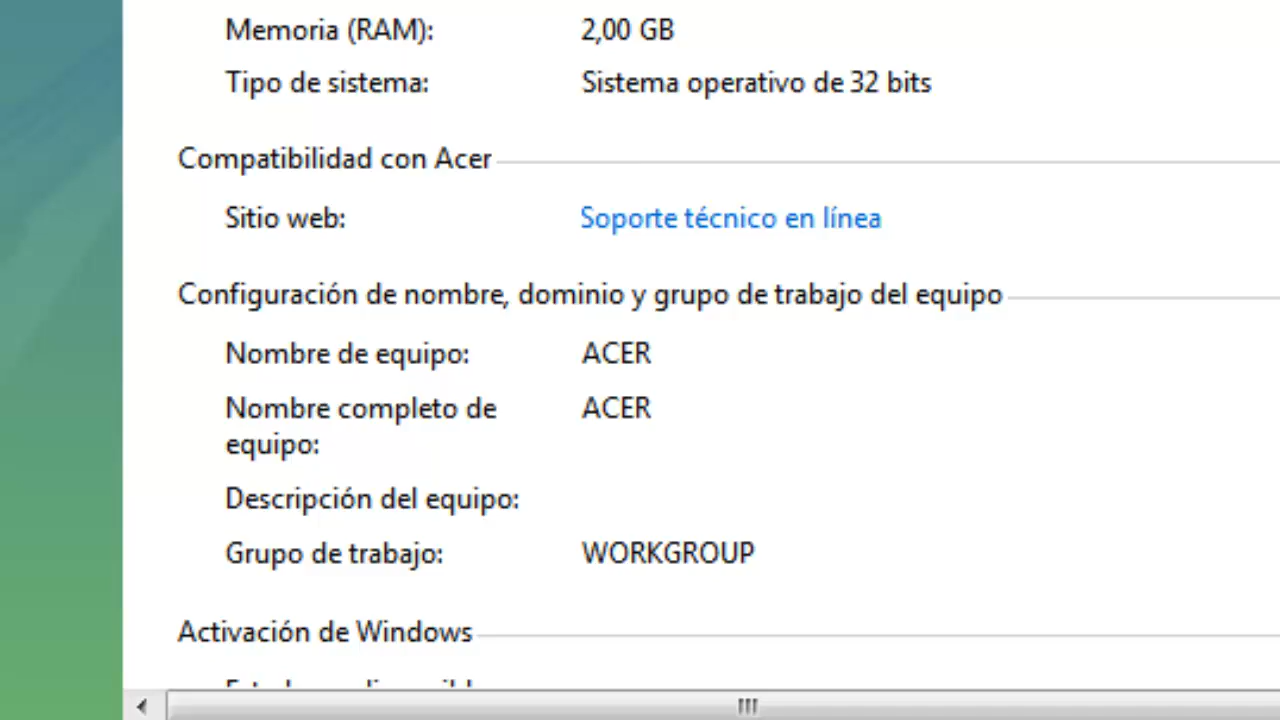 Memoria (RAM): 2,00 GB
Tipo de sistema: Sistema operativo de 32 bits
Compatibilidad con Acer
Sitio web: Soporte técnico en línea
Configuración de nombre, dominio y grupo de trabajo del equipo
Nombre de equipo: ACER
Nombre completo de ACER
equipo:
Descripción del equipo:
Grupo de trabajo: WORKGROUP
Activación de Windows